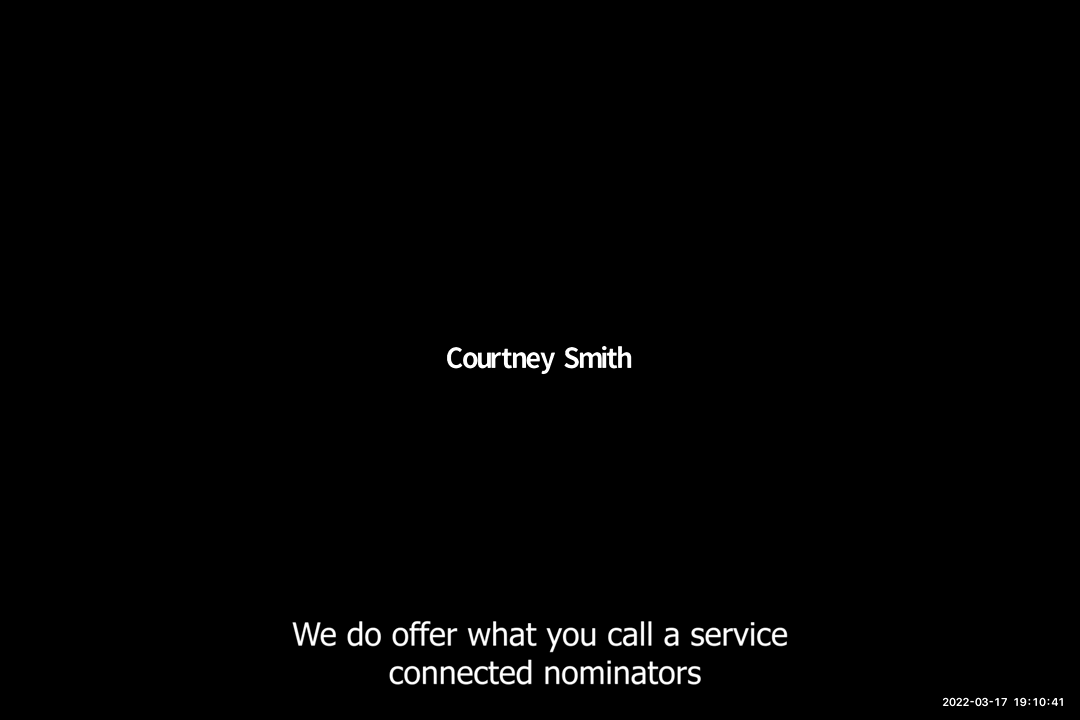 Courtney Smith
We do offer what you call a service
connected nominators
2022-03-17 19:10:41